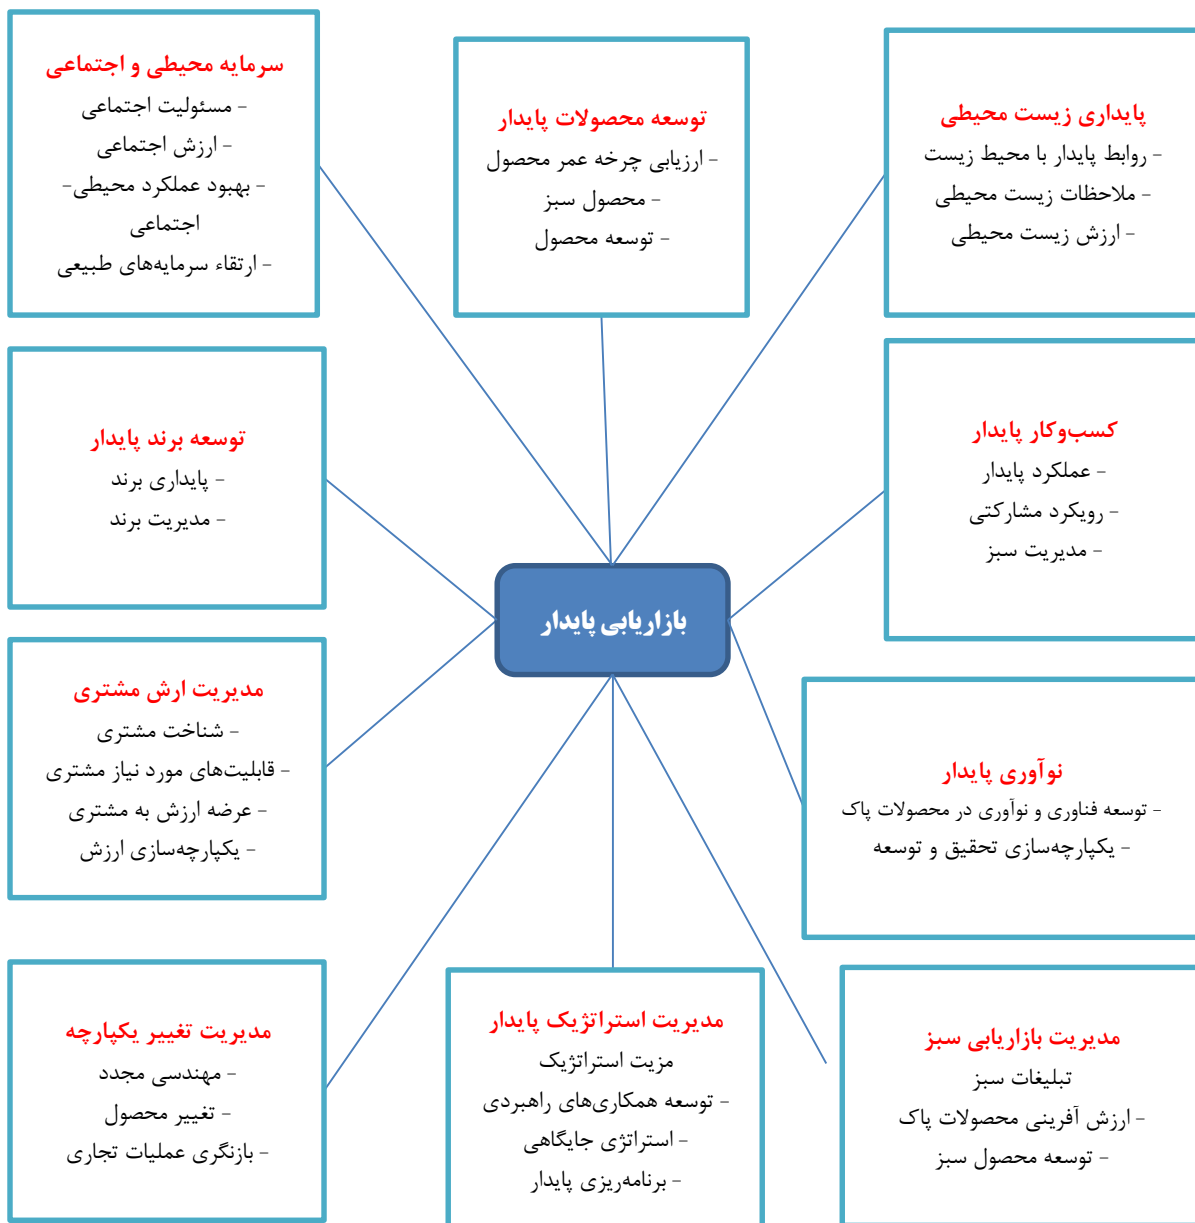 پایداری زیست محیطی
- روابط پایدار با محیط زیست
- ملاحظات زیست محیطی
- ارزش زیست محیطی
توسعه محصولات پایدار
- ارزیابی چرخه عمر محصول
- محصول سبز
- توسعه محصول
سرمایه محیطی و اجتماعی
- مسئولیت اجتماعی
- ارزش اجتماعی
- بهبود عملکرد محیطی-
اجتماعی
- ارتقاء سرمایه‌های طبیعی
کسب‌وکار پایدار
- عملکرد پایدار
- رویکرد مشارکتی
- مدیریت سبز
توسعه برند پایدار
- پایداری برند
- مدیریت برند
بازاریابی پایدار
نوآوری پایدار
- توسعه فناوری و نوآوری در محصولات پاک
- یکپارچه‌سازی تحقیق و توسعه
مدیریت ارش مشتری
- شناخت مشتری
- قابلیت‌های مورد نیاز مشتری
- عرضه ارزش به مشتری
- یکپارچه‌سازی ارزش
مدیریت بازاریابی سبز
تبلیغات سبز
- ارزش آفرینی محصولات پاک
- توسعه محصول سبز
مدیریت استراتژیک پایدار
مزیت استراتژیک
- توسعه همکاری‌های راهبردی
- استراتژی جایگاهی
- برنامه‌ریزی پایدار
مدیریت تغییر یکپارچه
- مهندسی مجدد
- تغییر محصول
- بازنگری عملیات تجاری